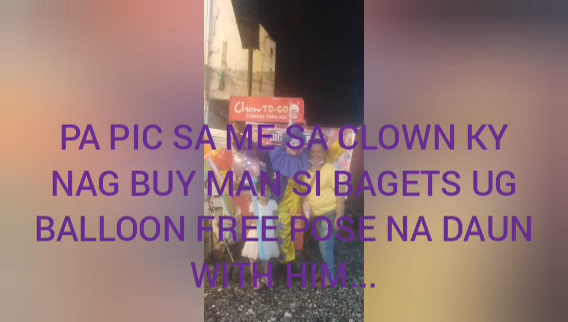 Chow TO-GO
PA PIC SA ME SA CLOWN KY
NAG BUY MAN SI BAGETS UG
BALLOON FREE POSE NA DAUN
WITH HIM...